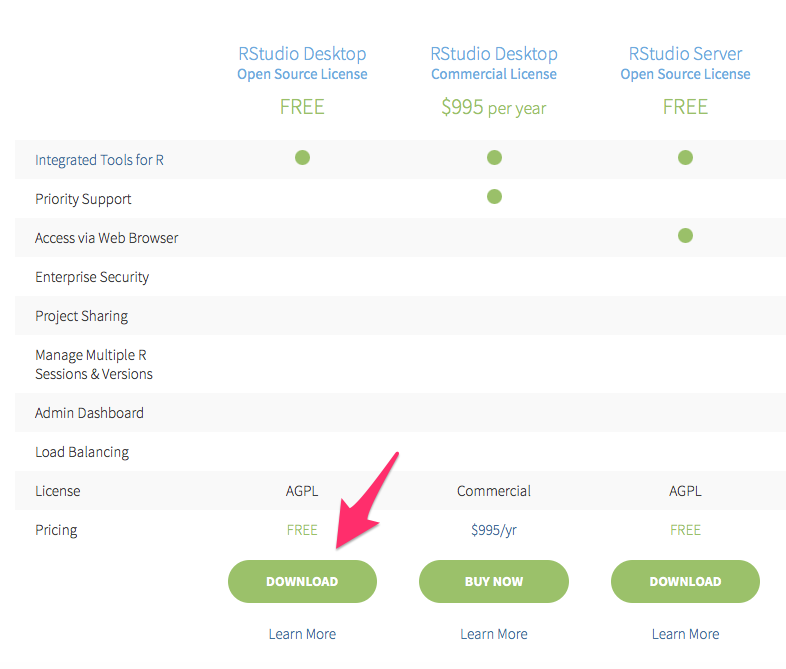 RStudio Desktop
Open Source License
FREE
RStudio Desktop
Commercial License
$995 per year
RStudio Server
Open Source License
FREE
Integrated Tools for R
Priority Support
Access via Web Browser
Enterprise Security
Project Sharing
Manage Multiple R
Sessions & Versions
Admin Dashboard
Load Balancing
License AGPL Commercial AGPL
Pricing FREE $995/yr FREE
DOWNLOAD BUY NOW DOWNLOAD
Learn More Learn More Learn More